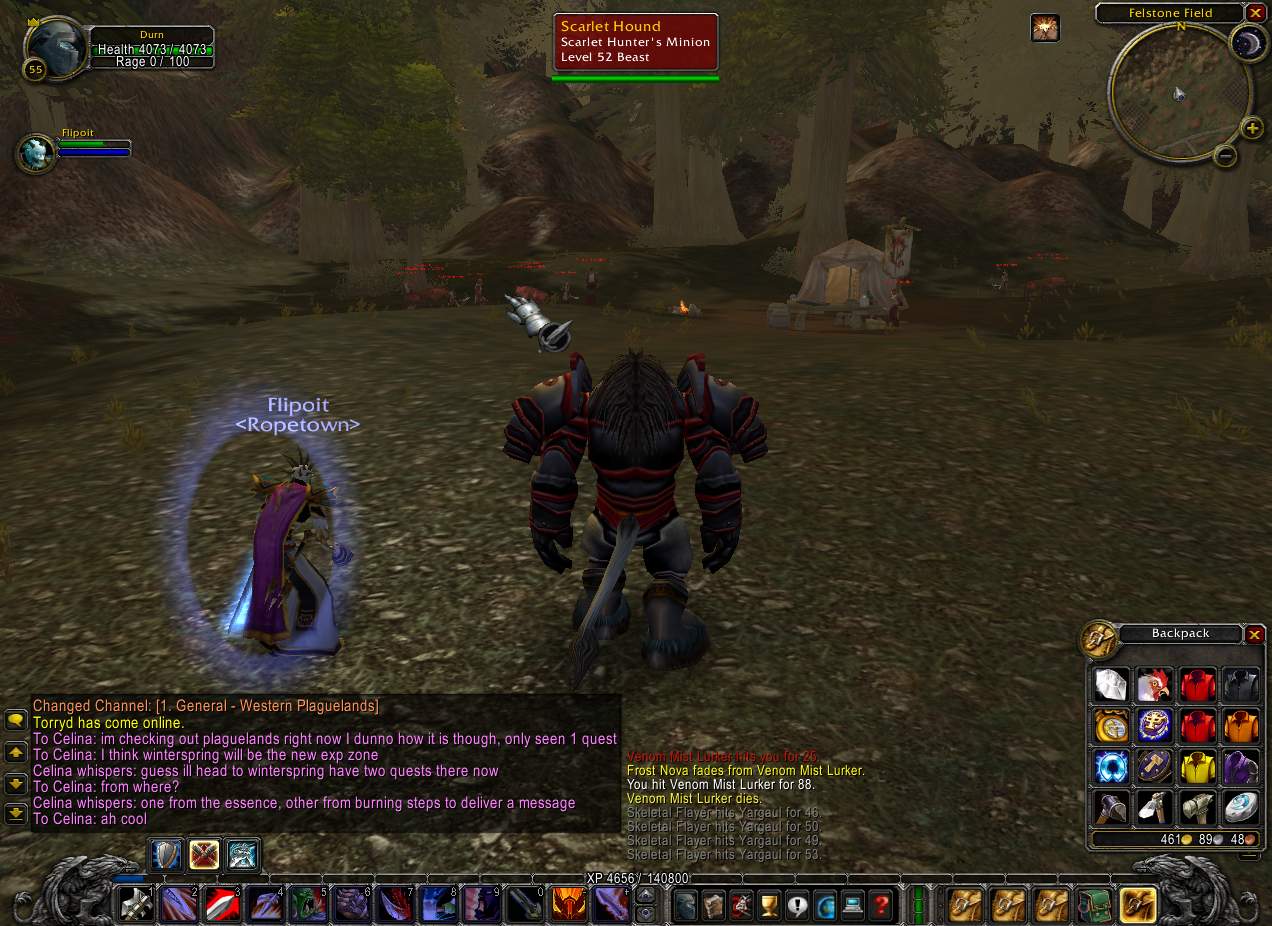 Durn
Health 4073 / 4073
Rage 0 / 100
55
Flipoit
Scarlet Hound
Scarlet Hunter's Minion
Level 52 Beast
Felstone Field
N
Flipoit
<Ropetown>
Backpack
461 89 48
Changed Channel: [1. General - Western Plaguelands]
Torryd has come online.
To Celina: im checking out plaguelands right now I dunno how it is though, only seen 1 quest
To Celina: I think winterspring will be the new exp zone
Celina whispers: guess ill head to winterspring have two quests there now
To Celina: from where?
Celina whispers: one from the essence, other from burning steps to deliver a message
To Celina: ah cool
Venom Mist Lurker hits you for 26.
Frost Nova fades from Venom Mist Lurker.
You hit Venom Mist Lurker for 88.
Venom Mist Lurker dies.
Skeletal Flayer hits Yargaul for 46.
Skeletal Flayer hits Yargaul for 50.
Skeletal Flayer hits Yargaul for 49.
Skeletal Flayer hits Yargaul for 53.
XP 4656 / 140800
1 2 3 4 5 6 7 8 9 0 - +